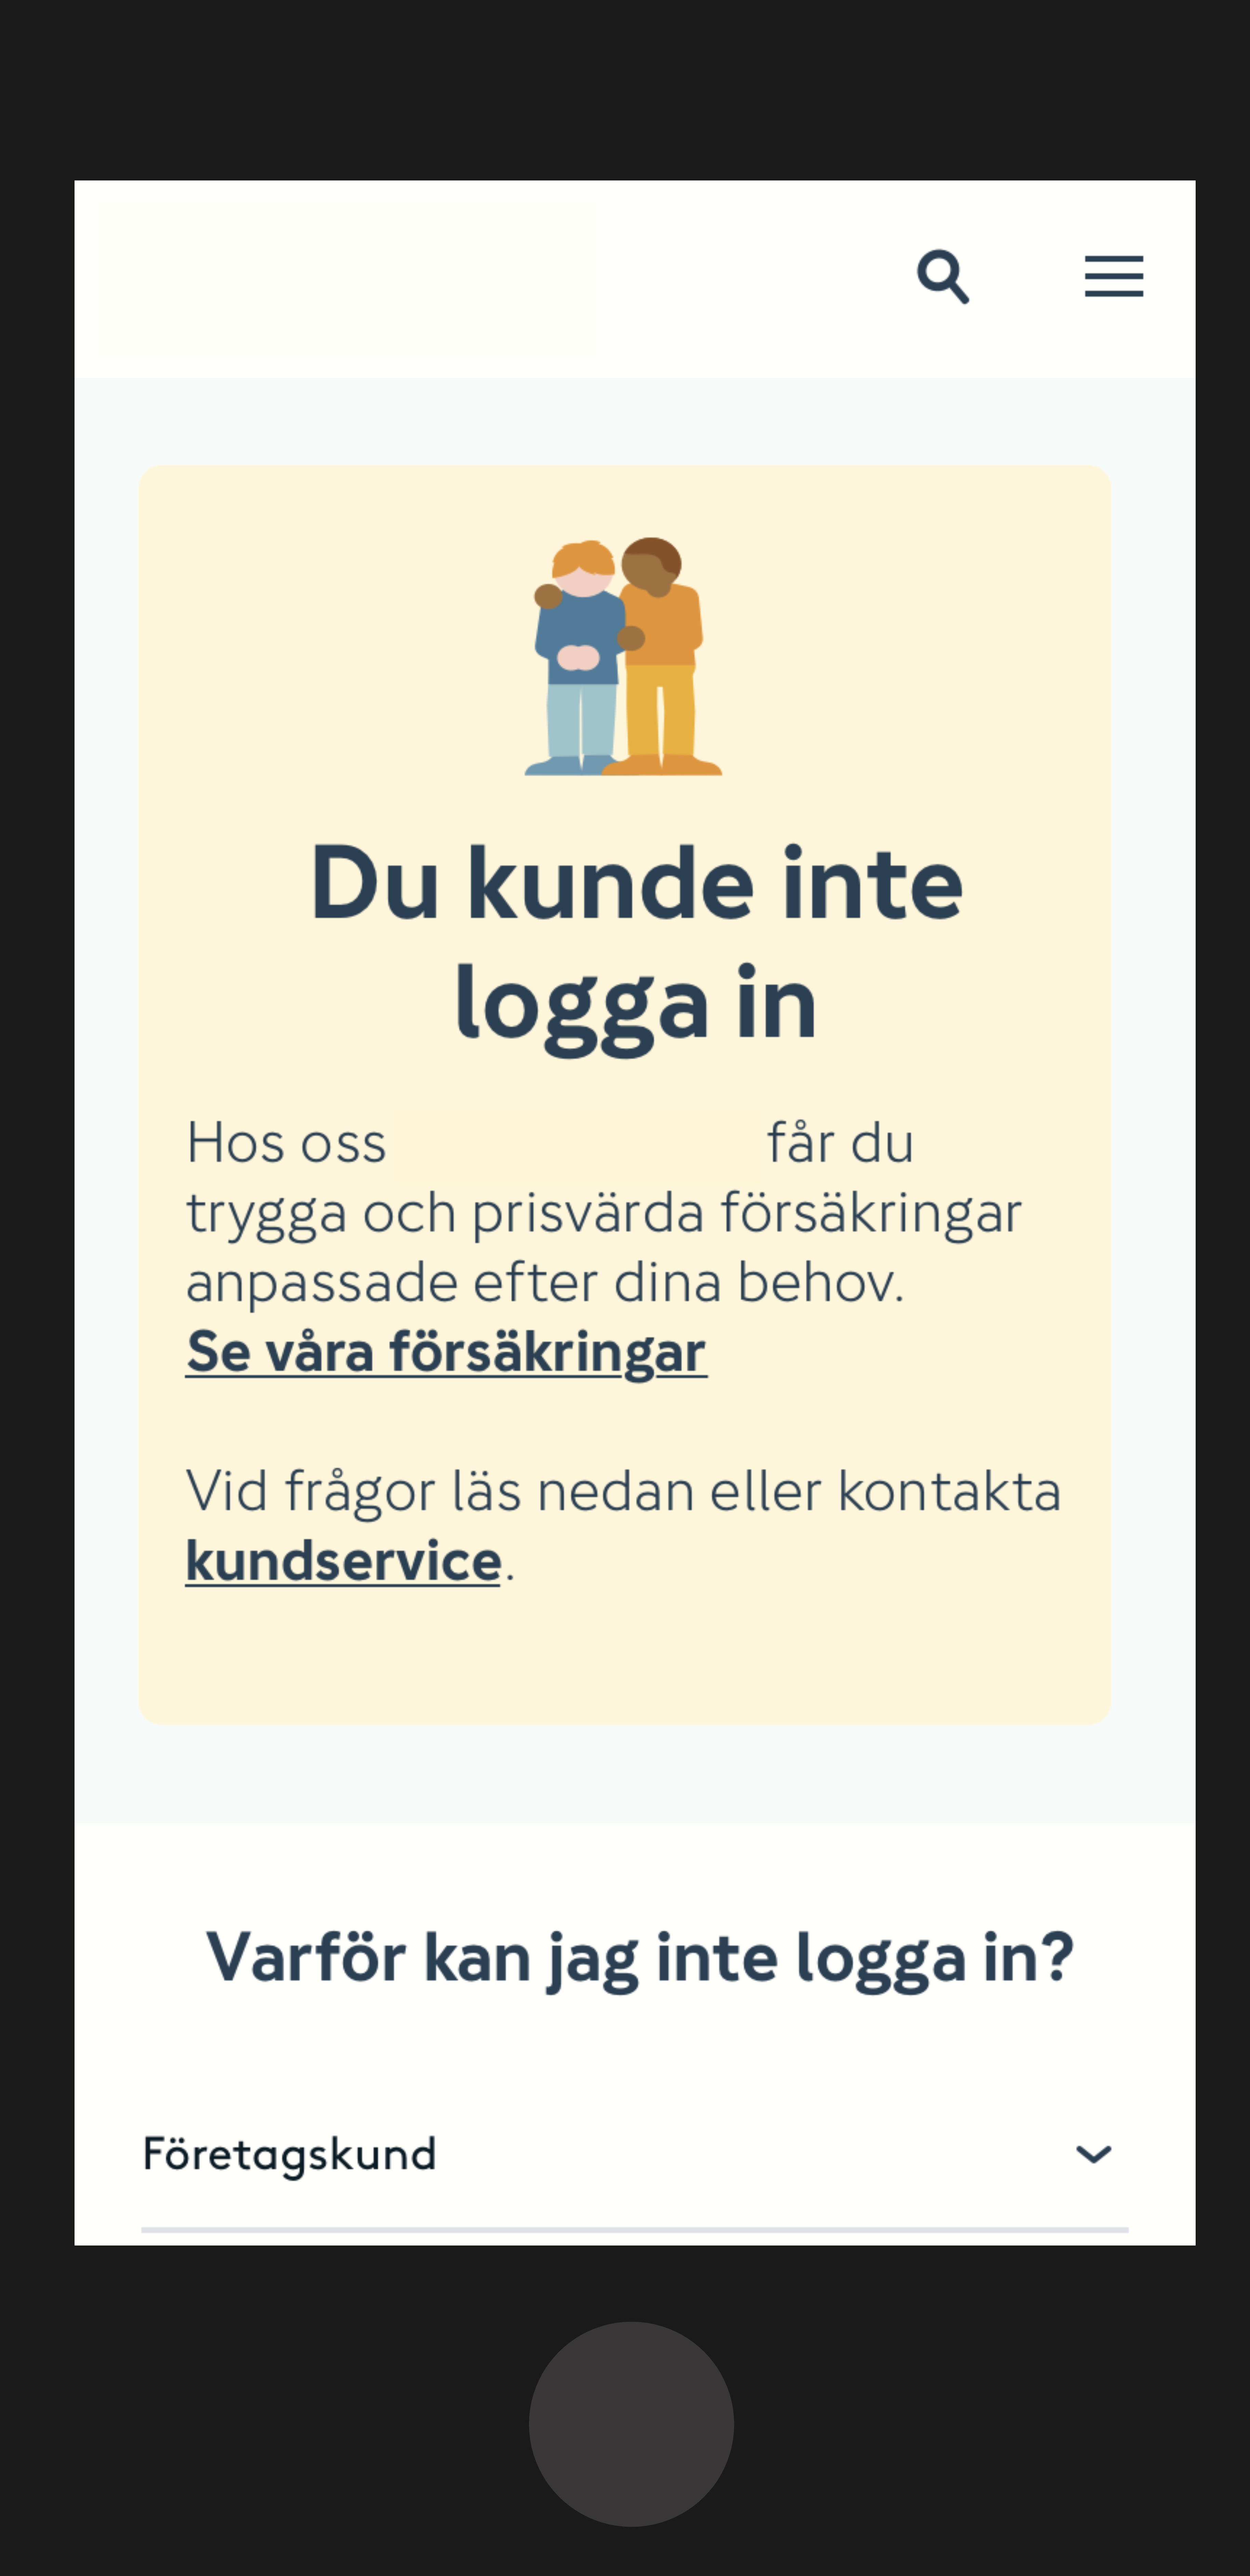 Du kunde inte
logga in
Hos oss får du
trygga och prisvärda försäkringar
anpassade efter dina behov.
Se våra försäkringar
Vid frågor läs nedan eller kontakta
kundservice.
Varför kan jag inte logga in?
Företagskund